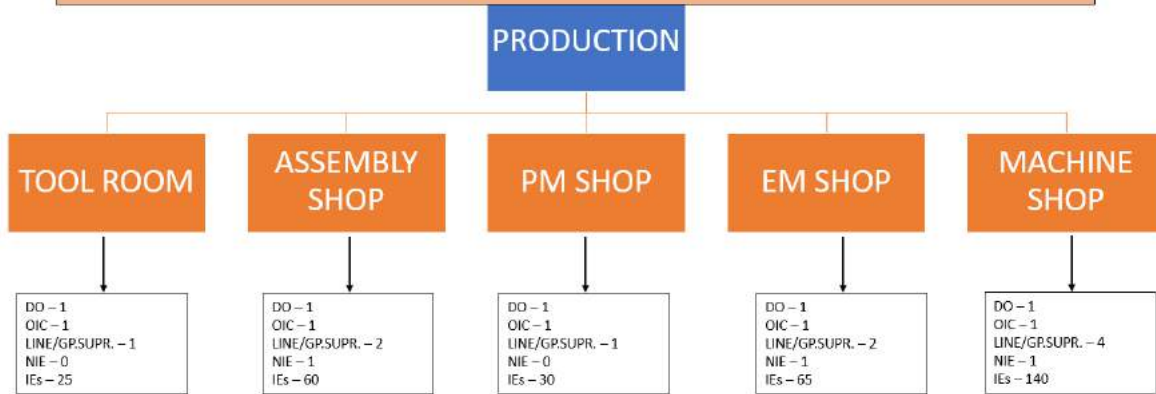 PRODUCTION
TOOL ROOM
ASSEMBLY
SHOP
PM SHOP
EM SHOP
MACHINE
SHOP
DO – 1
OIC – 1
LINE/GP.SUPR. – 1
NIE – 0
IEs – 25
DO – 1
OIC – 1
LINE/GP.SUPR. – 2
NIE – 1
IEs – 60
DO – 1
OIC – 1
LINE/GP.SUPR. – 1
NIE – 0
IEs – 30
DO – 1
OIC – 1
LINE/GP.SUPR. – 2
NIE – 1
IEs – 65
DO – 1
OIC – 1
LINE/GP.SUPR. – 4
NIE – 1
IEs – 140